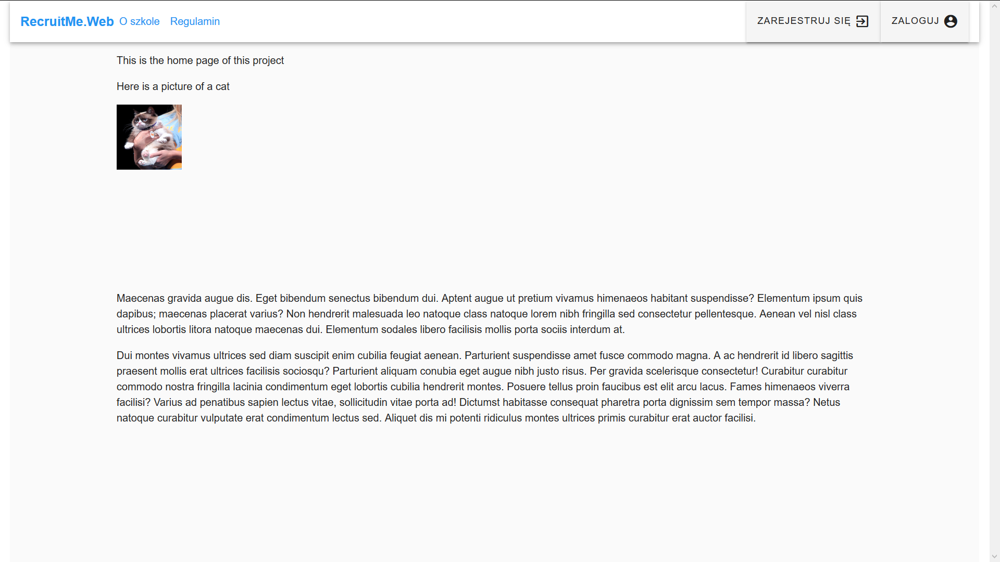 RecruitMe.Web O szkole Regulamin ZAREJESTRUJ SIĘ ZALOGUJ
This is the home page of this project
Here is a picture of a cat
Maecenas gravida augue dis. Eget bibendum senectus bibendum dui. Aptent augue ut pretium vivamus himenaeos habitant suspendisse? Elementum ipsum quis
dapibus; maecenas placerat varius? Non hendrerit malesuada leo natoque class natoque lorem nibh fringilla sed consectetur pellentesque. Aenean vel nisl class
ultrices lobortis litora natoque maecenas dui. Elementum sodales libero facilisis mollis porta sociis interdum at.
Dui montes vivamus ultrices sed diam suscipit enim cubilia feugiat aenean. Parturient suspendisse amet fusce commodo magna. A ac hendrerit id libero sagittis
praesent mollis erat ultrices facilisis sociosqu? Parturient aliquam conubia eget augue nibh justo risus. Per gravida scelerisque consectetur! Curabitur curabitur
commodo nostra fringilla lacinia condimentum eget lobortis cubilia hendrerit montes. Posuere tellus proin faucibus est elit arcu lacus. Fames himenaeos viverra
facilisi? Varius ad penatibus sapien lectus vitae, sollicitudin vitae porta ad! Dictumst habitasse consequat pharetra porta dignissim sem tempor massa? Netus
natoque curabitur vulputate erat condimentum lectus sed. Aliquet dis mi potenti ridiculus montes ultrices primis curabitur erat auctor facilisi.